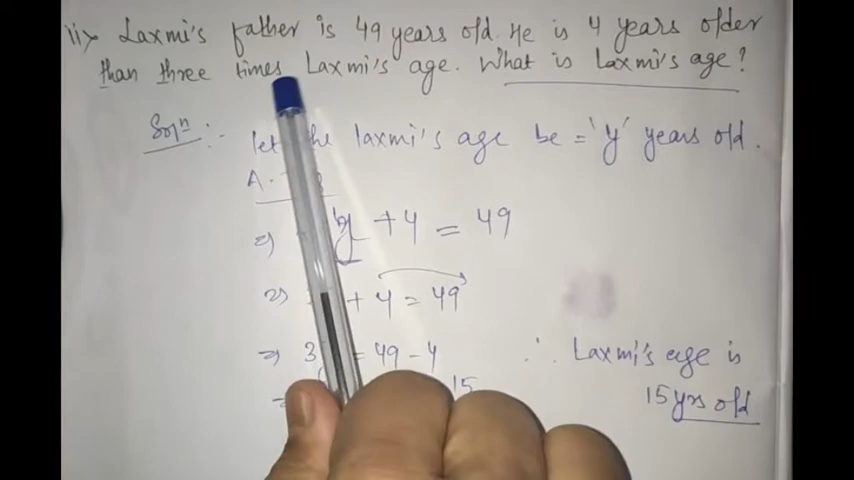 ii> Laxmi's father is 49 years old. He is 4 years older
than three times Laxmi's age. What is Laxmi's age?
Solⁿ :- let the laxmi's age be = 'y' years old.
A.
⇒ y + 4 = 49
⇒ + 4 = 49
⇒ 3 = 49 - 4
15
∴ Laxmi's age is
15 yrs old